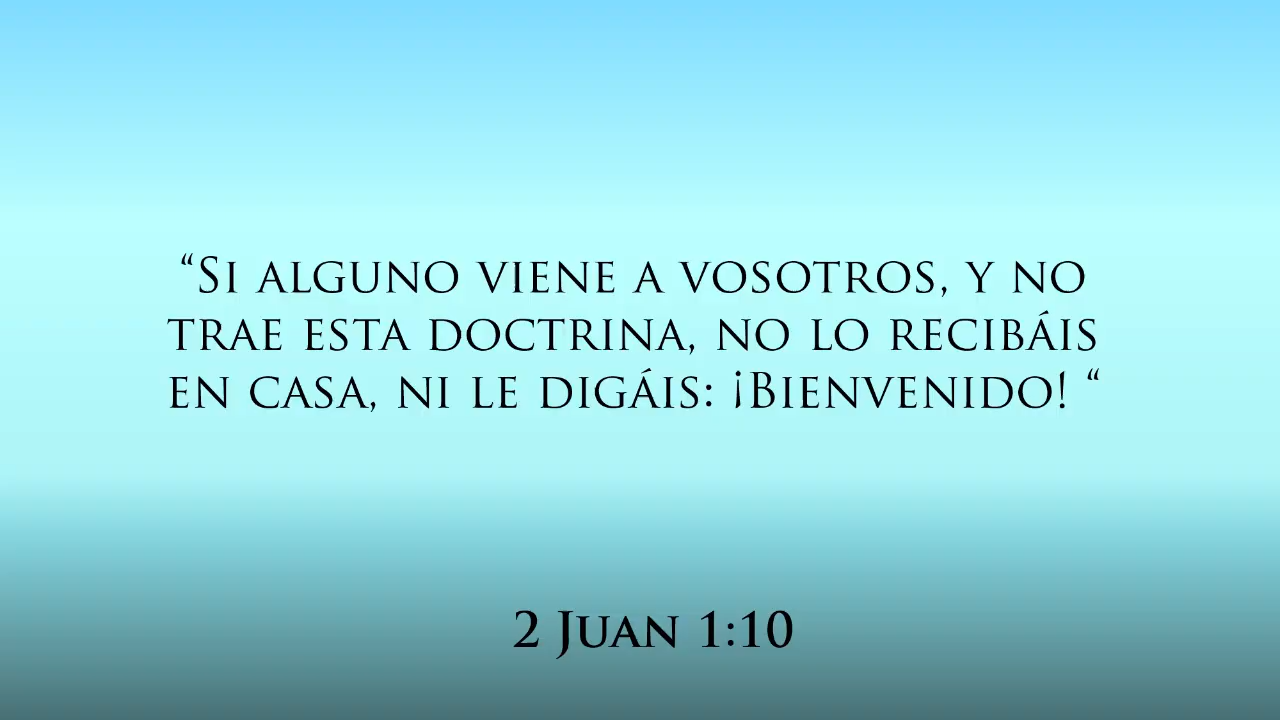 “Si alguno viene a vosotros, y no
trae esta doctrina, no lo recibáis
en casa, ni le digáis: ¡Bienvenido! “
2 Juan 1:10